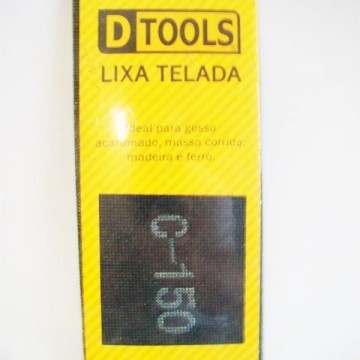 DTOOLS
LIXA TELADA
Ideal para gesso
acartonado, massa corrida,
madeira e ferro.
C-150